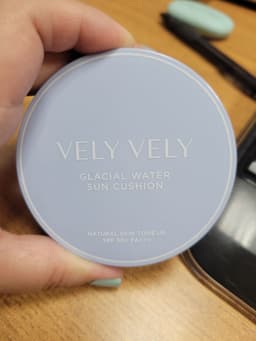 VELY VELY
GLACIAL WATER
SUN CUSHION
NATURAL SKIN TONE UP
SPF 50+ PA++++